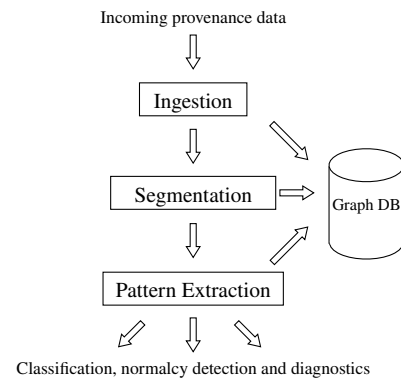 Incoming provenance data
Ingestion
Segmentation
Graph DB
Pattern Extraction
Classification, normalcy detection and diagnostics